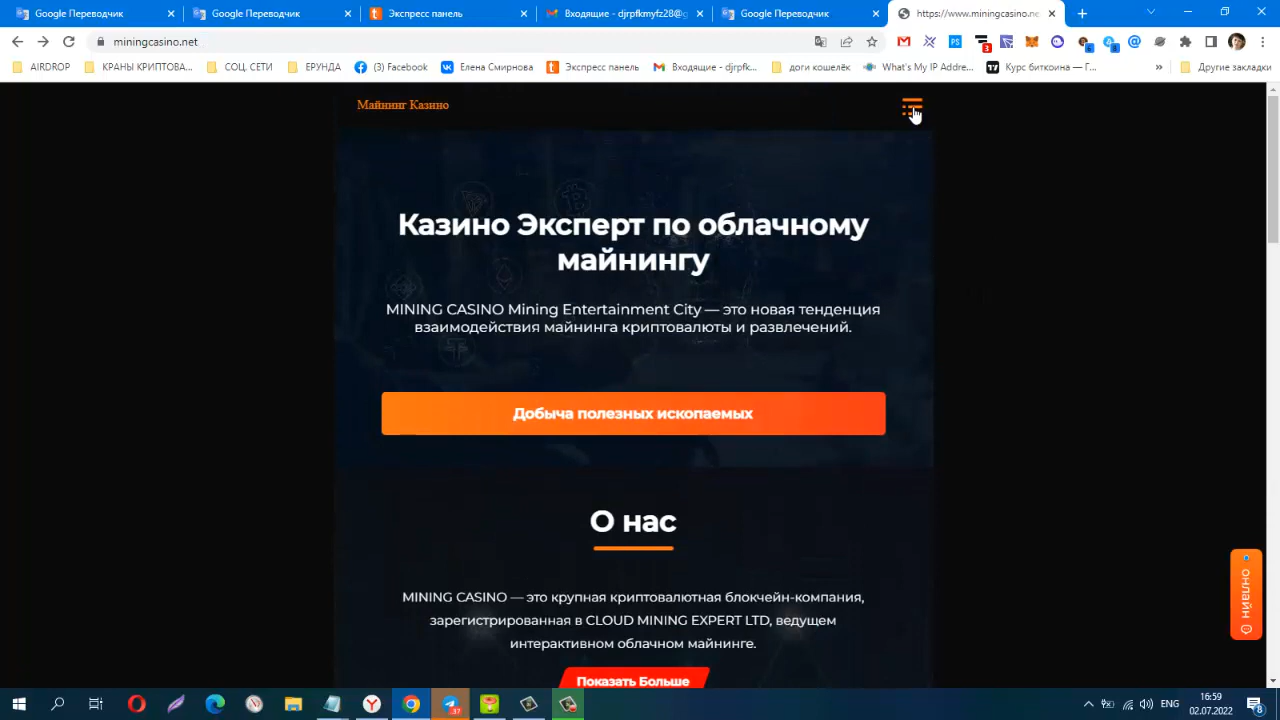 Google Переводчик
Google Переводчик
Экспресс панель
Входящие - djrpfkmyfz28@g
Google Переводчик
https://www.miningcasino.ne
miningcasino.net
AIRDROP
КРАНЫ КРИПТОВА...
СОЦ. СЕТИ
ЕРУНДА
(3) Facebook
Елена Смирнова
Экспресс панель
Входящие - djrpfk...
доги кошелёк
What's My IP Addre...
Курс биткоина — Г...
»
Другие закладки
Майнинг Казино
Казино Эксперт по облачному
майнингу
MINING CASINO Mining Entertainment City — это новая тенденция
взаимодействия майнинга криптовалюты и развлечений.
Добыча полезных ископаемых
О нас
MINING CASINO — это крупная криптовалютная блокчейн-компания,
зарегистрированная в CLOUD MINING EXPERT LTD, ведущем
интерактивном облачном майнинге.
Показать Больше
онлайн
ENG
16:59
02.07.2022